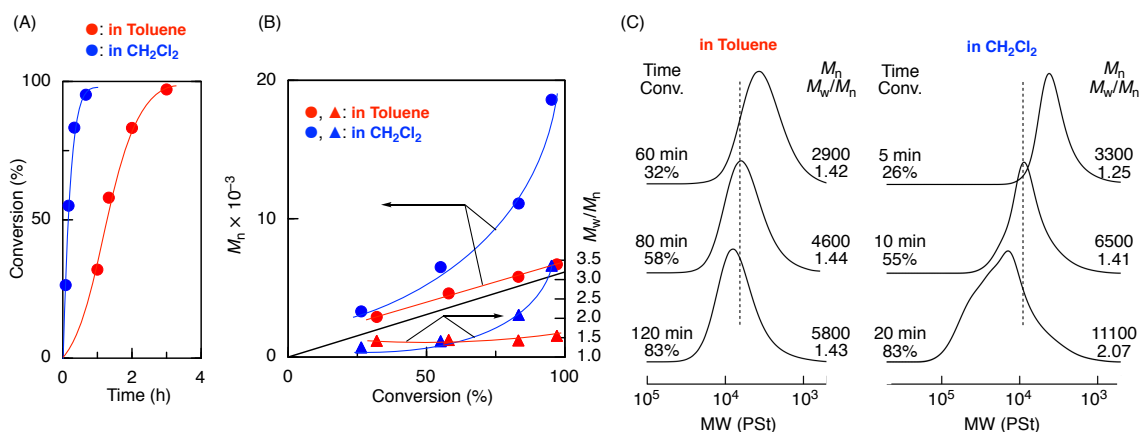 (A)
: in Toluene
: in CH2Cl2
100
50
0
Conversion (%)
0 2 4
Time (h)
(B)
20
10
0
Mn × 10–3
, : in Toluene
, : in CH2Cl2
3.5
3.0
2.5
2.0
1.5
1.0
Mw/Mn
0 50 100
Conversion (%)
(C)
in Toluene
Time
Conv.
Mn
Mw/Mn
60 min
32%
2900
1.42
80 min
58%
4600
1.44
120 min
83%
5800
1.43
105 104 103
MW (PSt)
in CH2Cl2
Time
Conv.
Mn
Mw/Mn
5 min
26%
3300
1.25
10 min
55%
6500
1.41
20 min
83%
11100
2.07
105 104 103
MW (PSt)